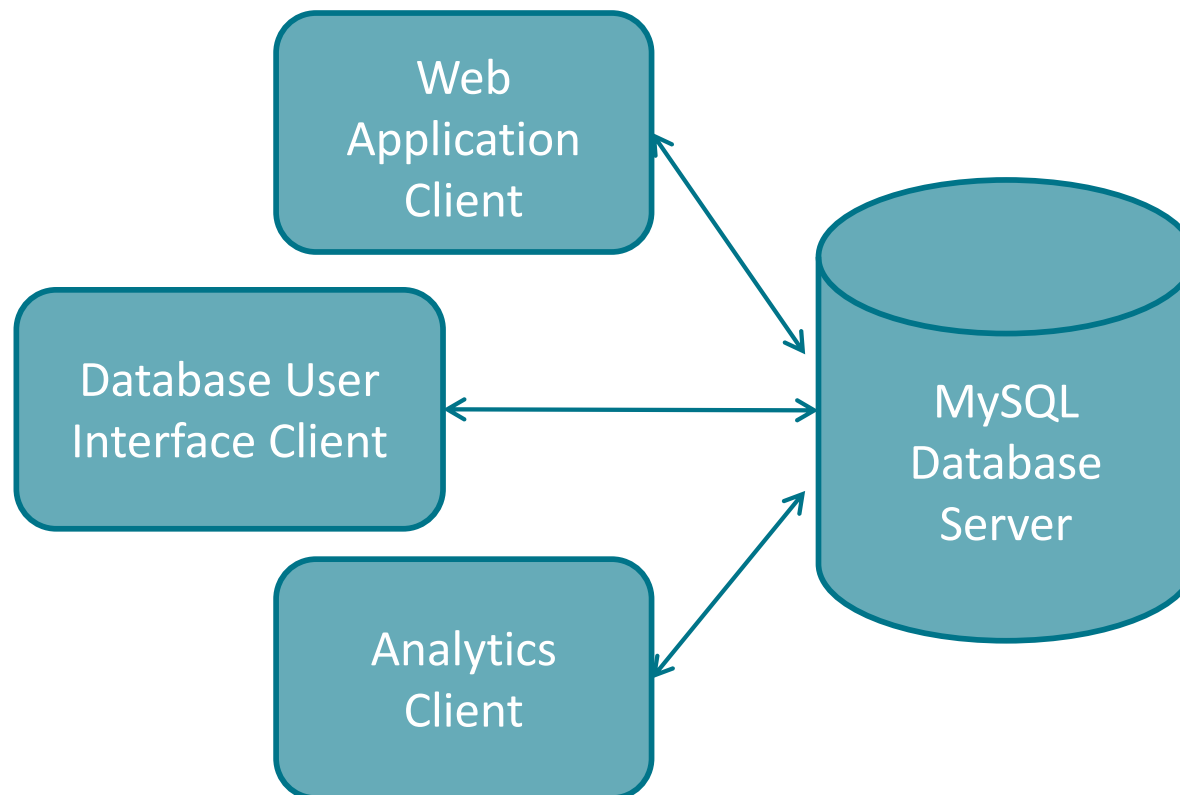 Web
Application
Client
Database User
Interface Client
MySQL
Database
Server
Analytics
Client